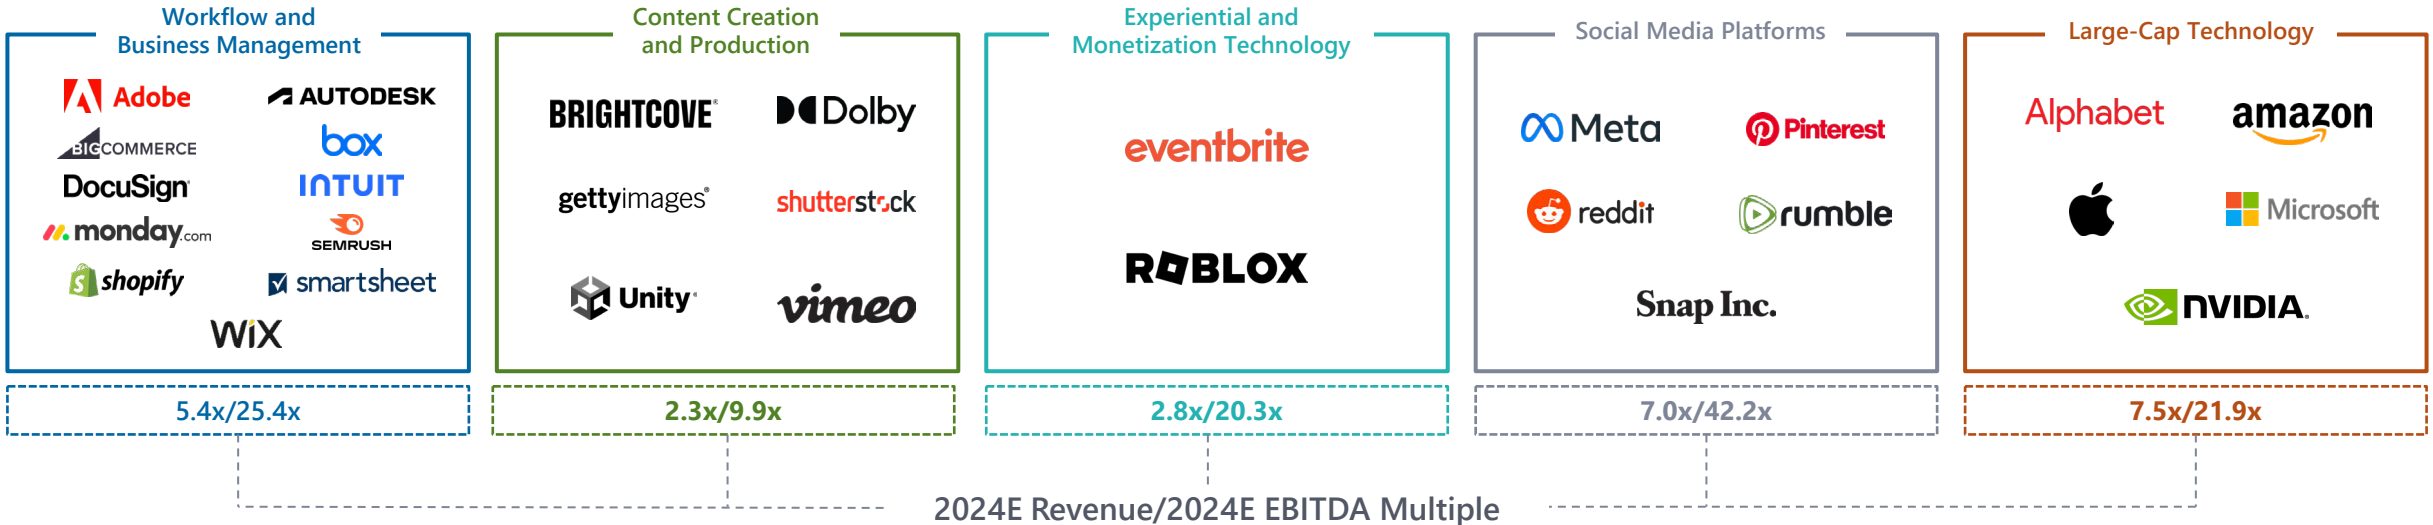 Workflow and
Business Management
Adobe
AUTODESK
BIGCOMMERCE
box
DocuSign
INTUIT
monday.com
SEMRUSH
shopify
smartsheet
WiX
5.4x/25.4x
Content Creation
and Production
BRIGHTCOVE®
Dolby
gettyimages®
shutterstock
Unity®
vimeo
2.3x/9.9x
Experiential and
Monetization Technology
eventbrite
ROBLOX
2.8x/20.3x
Social Media Platforms
Meta
Pinterest
reddit
rumble
Snap Inc.
7.0x/42.2x
Large-Cap Technology
Alphabet
amazon
Microsoft
NVIDIA®
7.5x/21.9x
2024E Revenue/2024E EBITDA Multiple